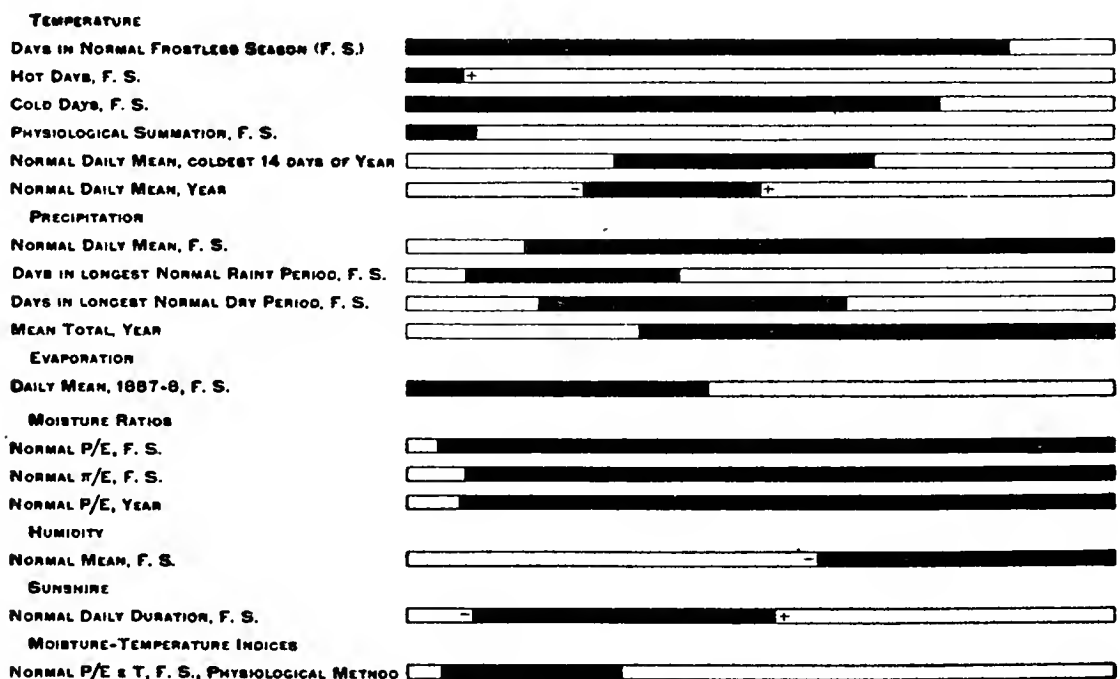 TEMPERATURE
DAYS IN NORMAL FROSTLESS SEASON (F. S.)
HOT DAYS, F. S. +
COLD DAYS, F. S.
PHYSIOLOGICAL SUMMATION, F. S.
NORMAL DAILY MEAN, COLDEST 14 DAYS OF YEAR
NORMAL DAILY MEAN, YEAR - +
PRECIPITATION
NORMAL DAILY MEAN, F. S.
DAYS IN LONGEST NORMAL RAINY PERIOD, F. S.
DAYS IN LONGEST NORMAL DRY PERIOD, F. S.
MEAN TOTAL, YEAR
EVAPORATION
DAILY MEAN, 1887-8, F. S.
MOISTURE RATIOS
NORMAL P/E, F. S.
NORMAL π/E, F. S.
NORMAL P/E, YEAR
HUMIDITY
NORMAL MEAN, F. S. -
SUNSHINE
NORMAL DAILY DURATION, F. S. - +
MOISTURE-TEMPERATURE INDICES
NORMAL P/E x T, F. S., PHYSIOLOGICAL METHOD